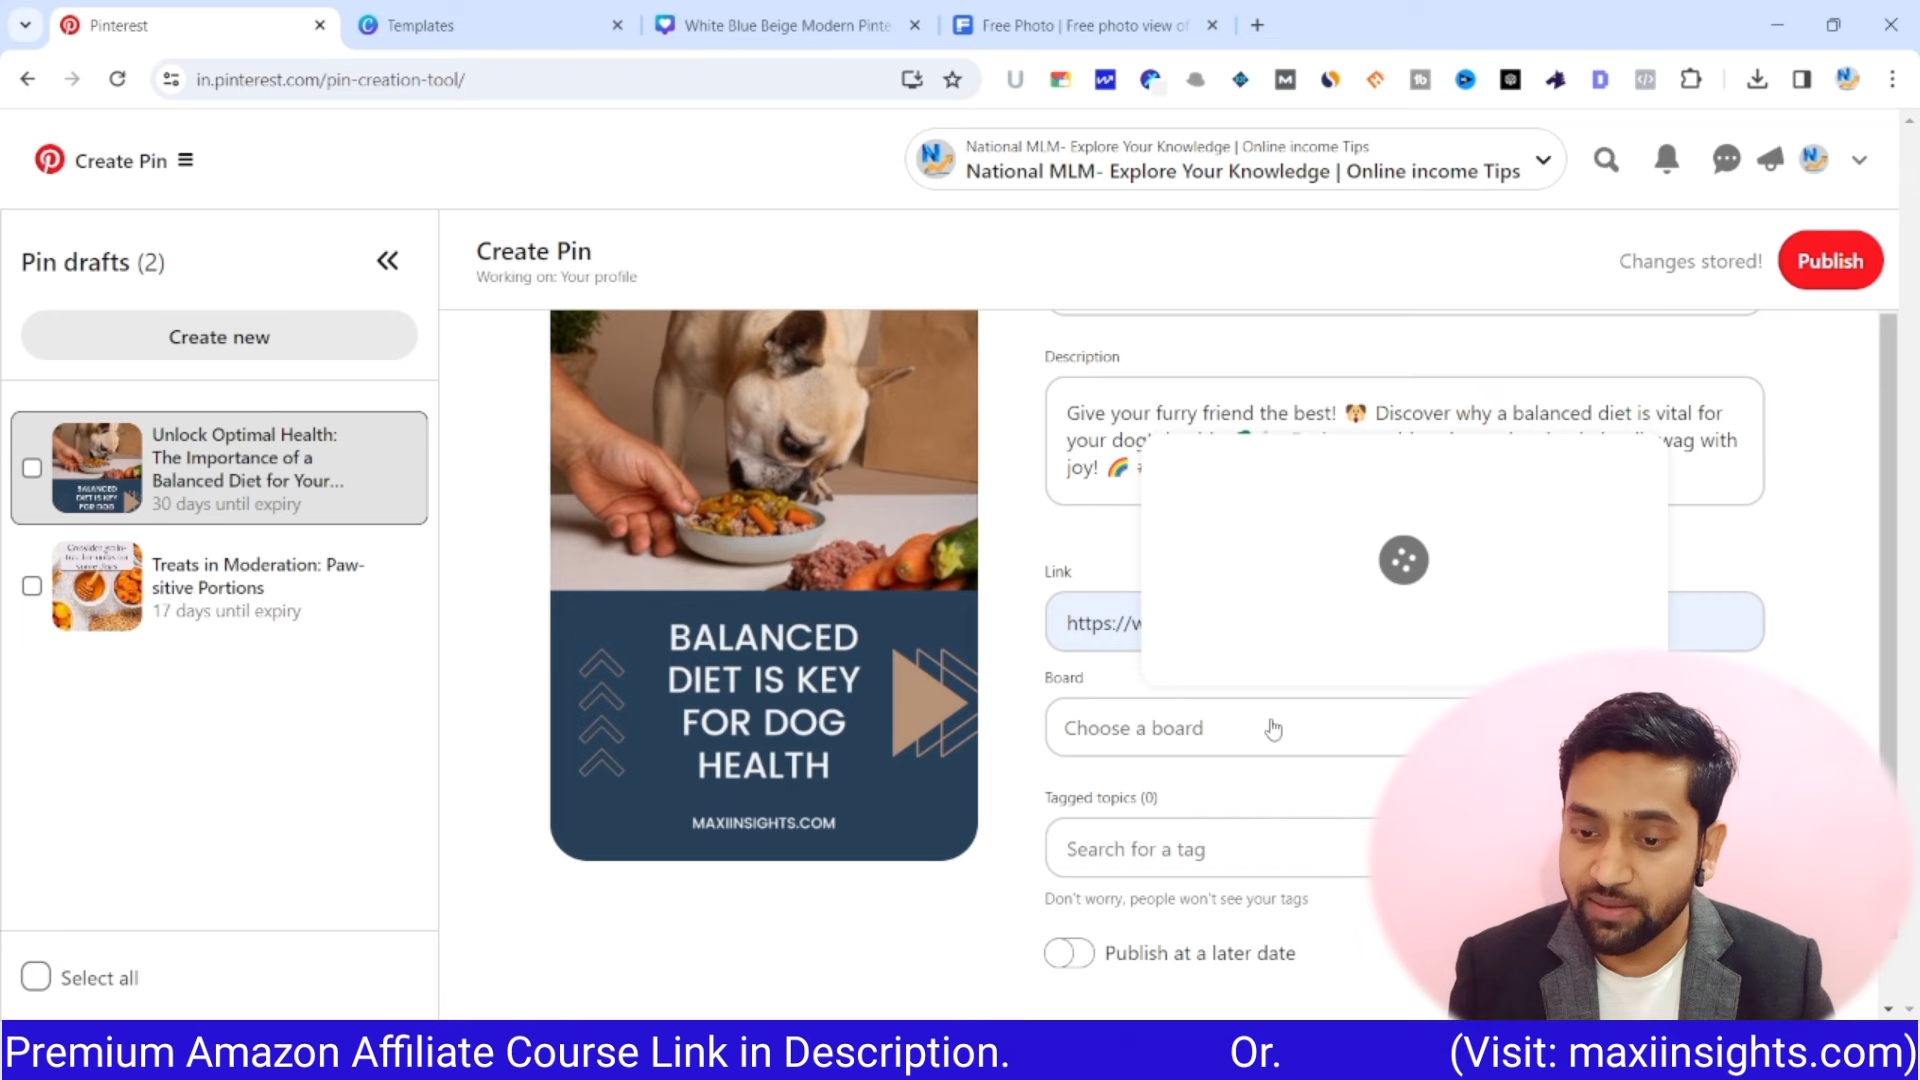 Pinterest
Templates
White Blue Beige Modern Pinte
Free Photo | Free photo view of
in.pinterest.com/pin-creation-tool/
Create Pin
National MLM- Explore Your Knowledge | Online income Tips
National MLM- Explore Your Knowledge | Online income Tips
Pin drafts (2)
Create new
Unlock Optimal Health:
The Importance of a
Balanced Diet for Your...
30 days until expiry
Treats in Moderation: Paw-
sitive Portions
17 days until expiry
Select all
Create Pin
Working on: Your profile
Changes stored!
Publish
BALANCED
DIET IS KEY
FOR DOG
HEALTH
MAXIINSIGHTS.COM
Description
Give your furry friend the best! 🐶 Discover why a balanced diet is vital for
your dog' wag with
joy! 🌈
Link
https://w
Board
Choose a board
Tagged topics (0)
Search for a tag
Don't worry, people won't see your tags
Publish at a later date
Premium Amazon Affiliate Course Link in Description. Or. (Visit: maxiinsights.com)